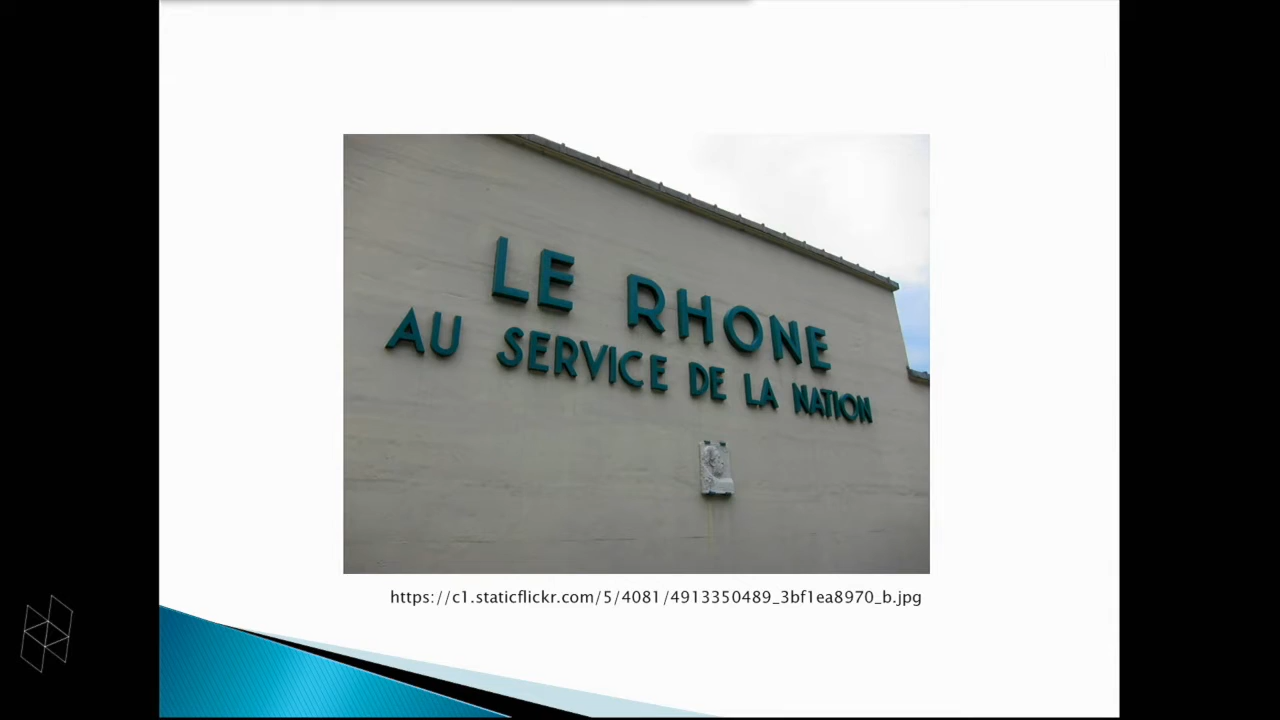 LE RHONE
AU SERVICE DE LA NATION
https://c1.staticflickr.com/5/4081/4913350489_3bf1ea8970_b.jpg